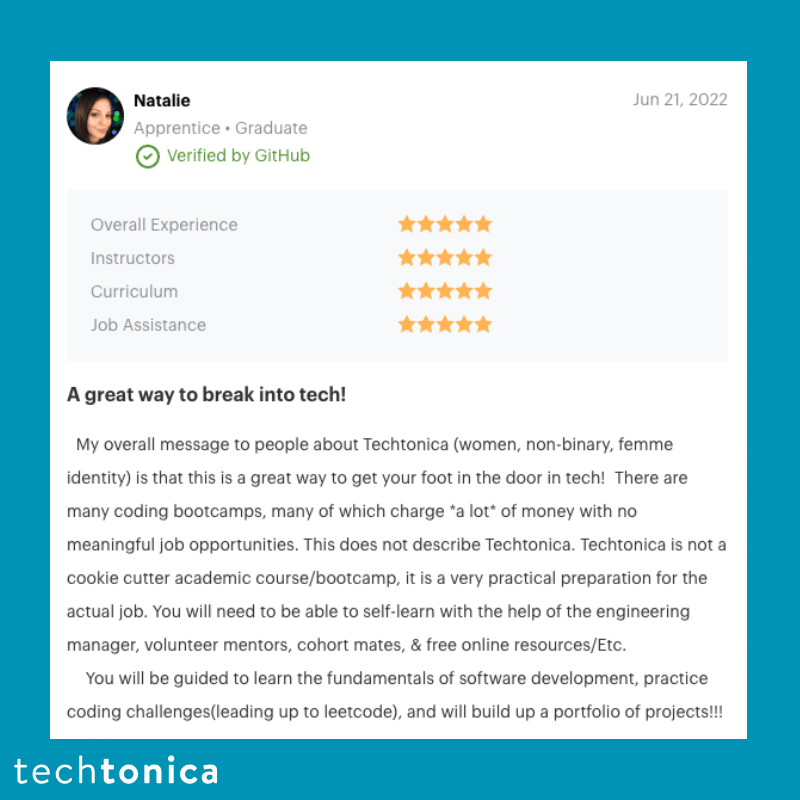 Natalie
Jun 21, 2022
Apprentice • Graduate
Verified by GitHub
Overall Experience
Instructors
Curriculum
Job Assistance
A great way to break into tech!
My overall message to people about Techtonica (women, non-binary, femme
identity) is that this is a great way to get your foot in the door in tech!  There are
many coding bootcamps, many of which charge *a lot* of money with no
meaningful job opportunities. This does not describe Techtonica. Techtonica is not a
cookie cutter academic course/bootcamp, it is a very practical preparation for the
actual job. You will need to be able to self-learn with the help of the engineering
manager, volunteer mentors, cohort mates, & free online resources/Etc.
You will be guided to learn the fundamentals of software development, practice
coding challenges(leading up to leetcode), and will build up a portfolio of projects!!!
techtonica